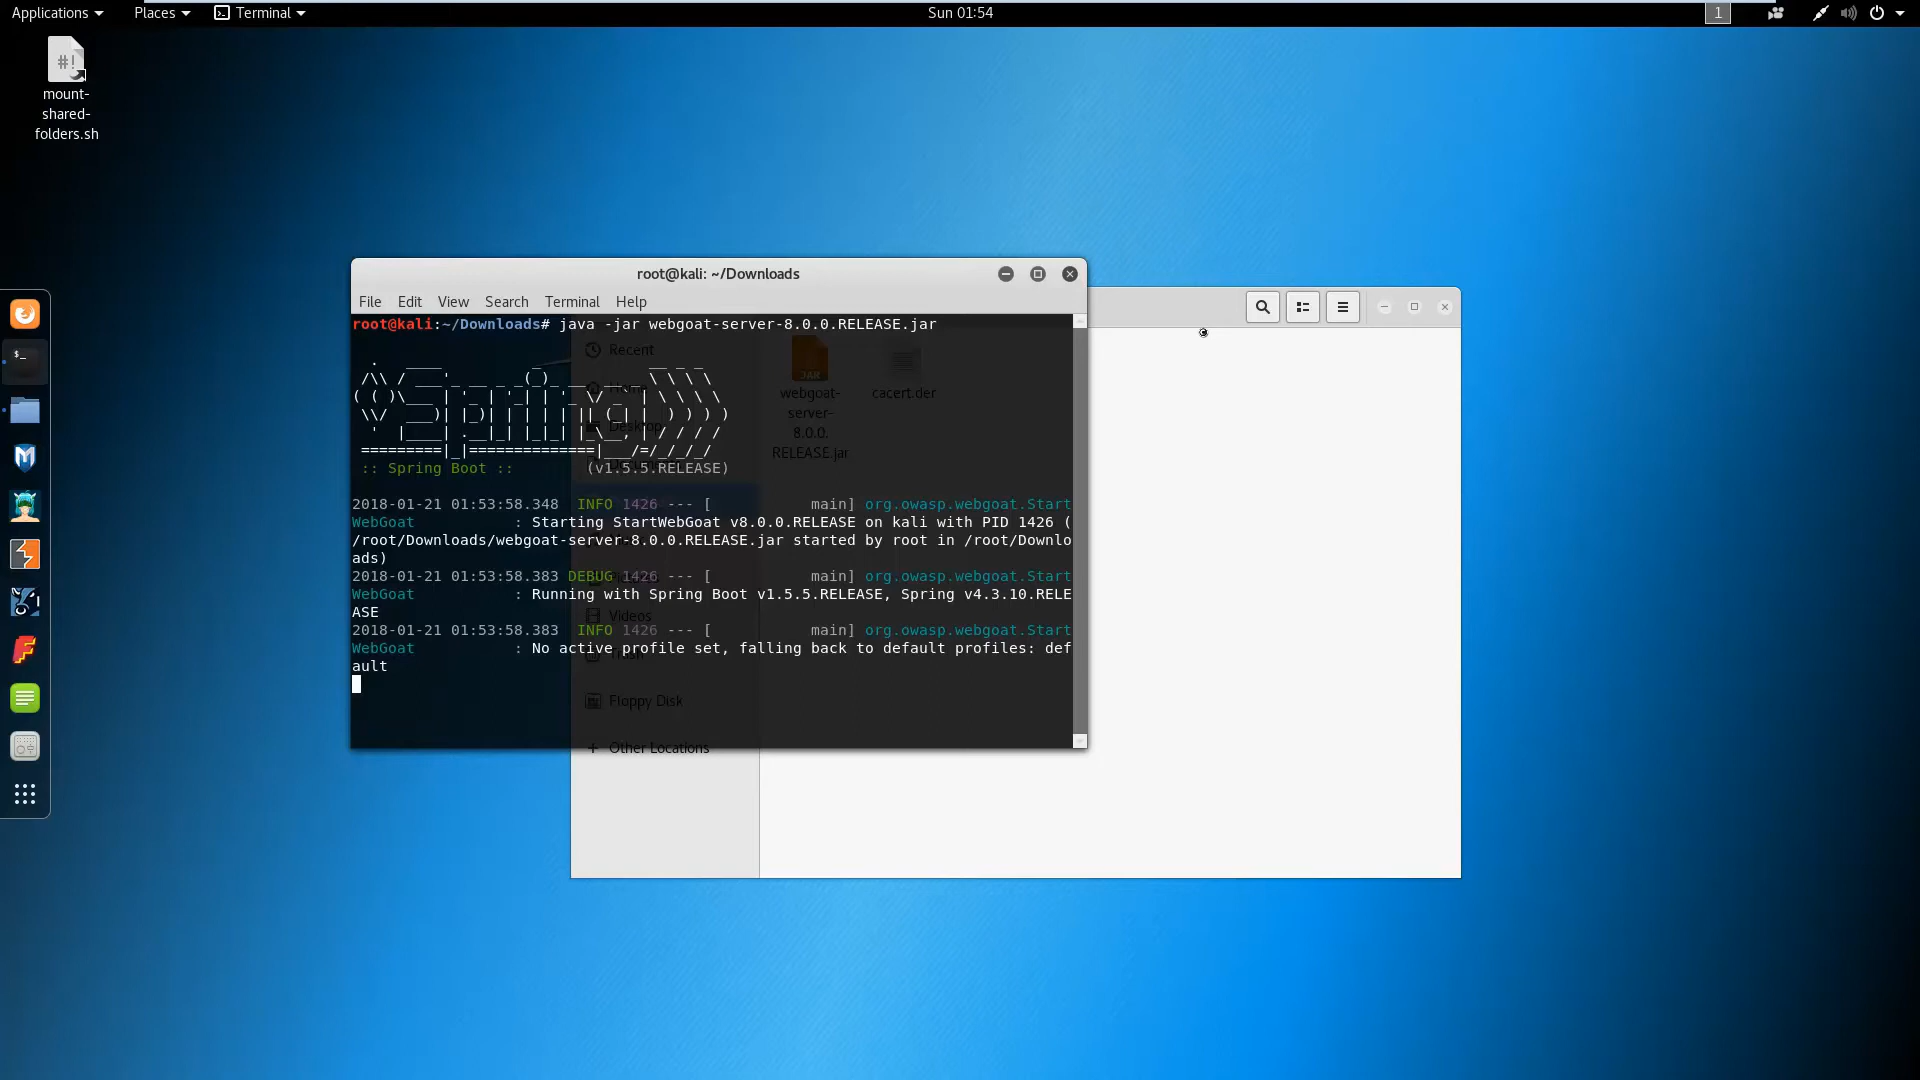 Applications Places Terminal Sun 01:54 1
mount-
shared-
folders.sh
root@kali: ~/Downloads
File Edit View Search Terminal Help
root@kali:~/Downloads# java -jar webgoat-server-8.0.0.RELEASE.jar
:: Spring Boot :: (v1.5.5.RELEASE)
2018-01-21 01:53:58.348 INFO 1426 --- [ main] org.owasp.webgoat.Start
WebGoat : Starting StartWebGoat v8.0.0.RELEASE on kali with PID 1426 (
/root/Downloads/webgoat-server-8.0.0.RELEASE.jar started by root in /root/Downlo
ads)
2018-01-21 01:53:58.383 DEBUG 1426 --- [ main] org.owasp.webgoat.Start
WebGoat : Running with Spring Boot v1.5.5.RELEASE, Spring v4.3.10.RELE
ASE
2018-01-21 01:53:58.383 INFO 1426 --- [ main] org.owasp.webgoat.Start
WebGoat : No active profile set, falling back to default profiles: def
ault
Recent
Desktop
Videos
Trash
Floppy Disk
+ Other Locations
webgoat-
server-
8.0.0.
RELEASE.jar
cacert.der